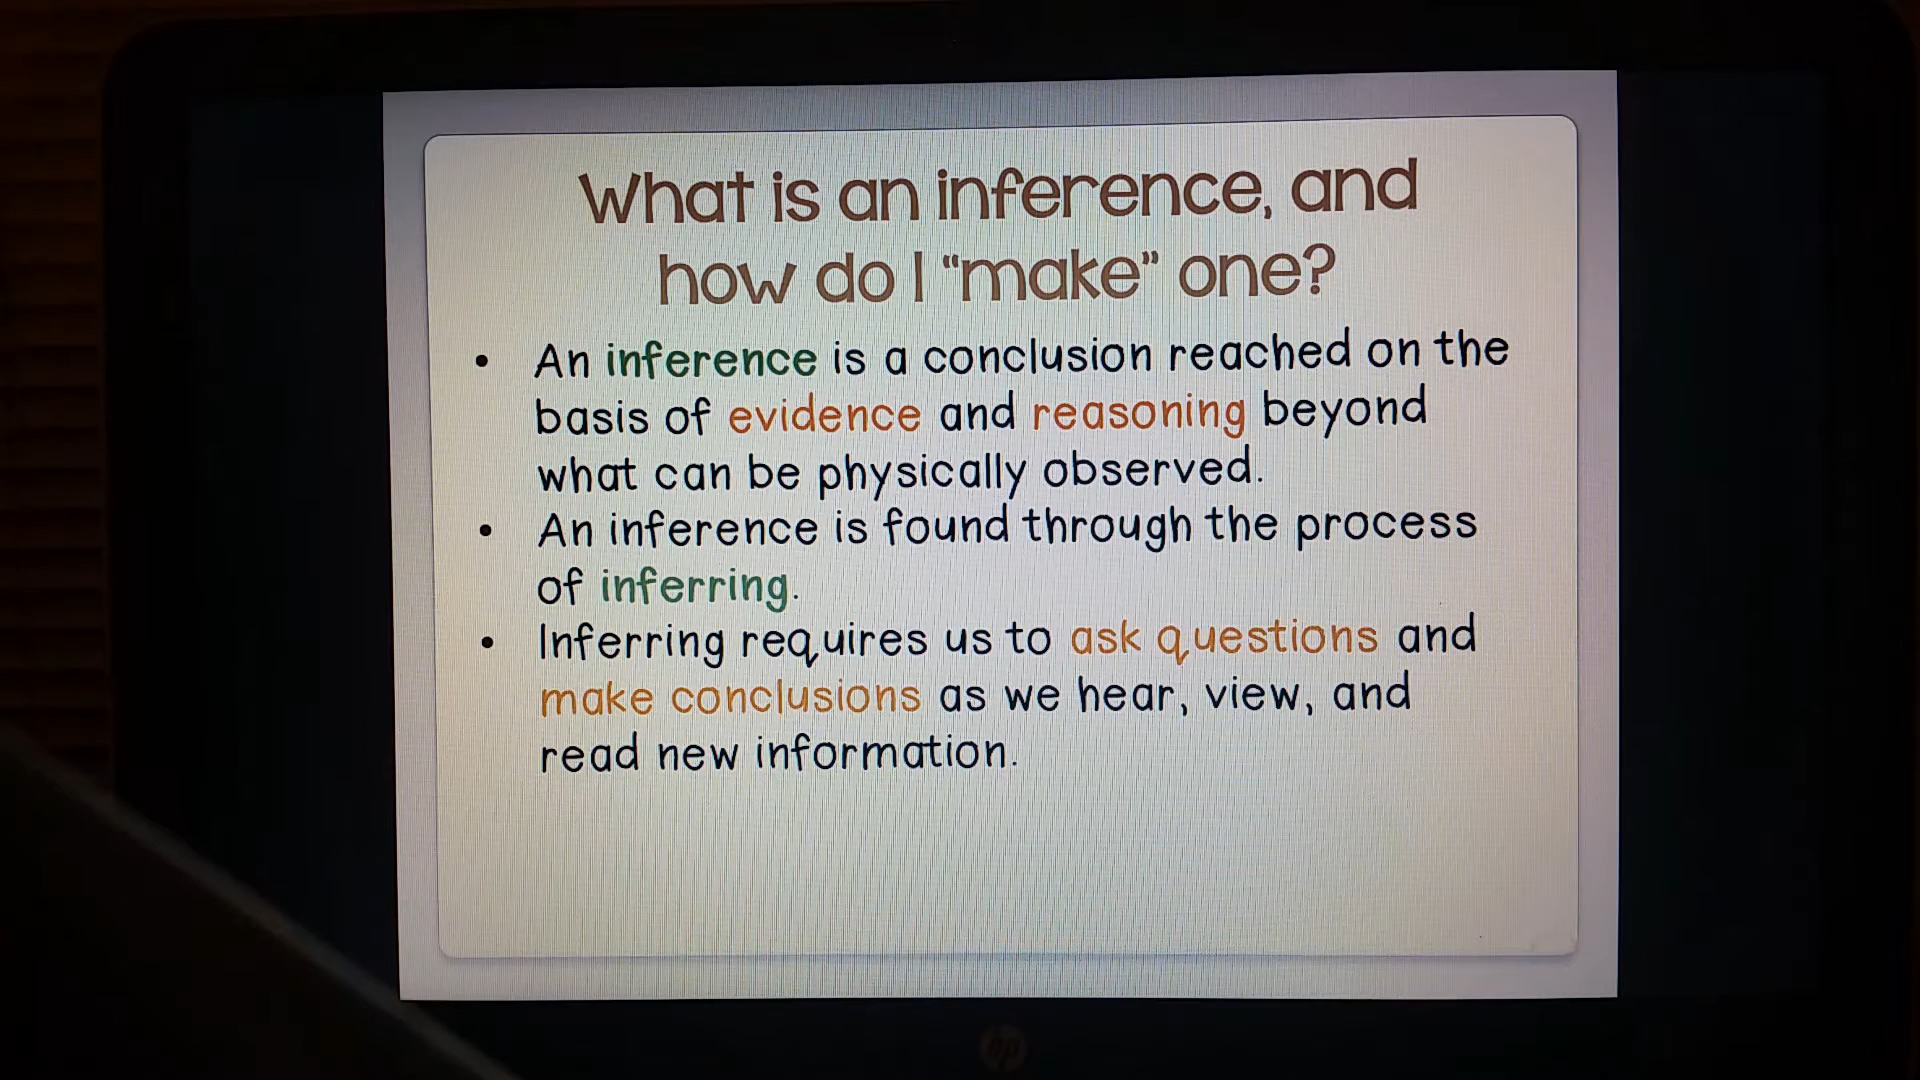 What is an inference, and
how do I “make” one?
• An inference is a conclusion reached on the
basis of evidence and reasoning beyond
what can be physically observed.
• An inference is found through the process
of inferring.
• Inferring requires us to ask questions and
make conclusions as we hear, view, and
read new information.
hp